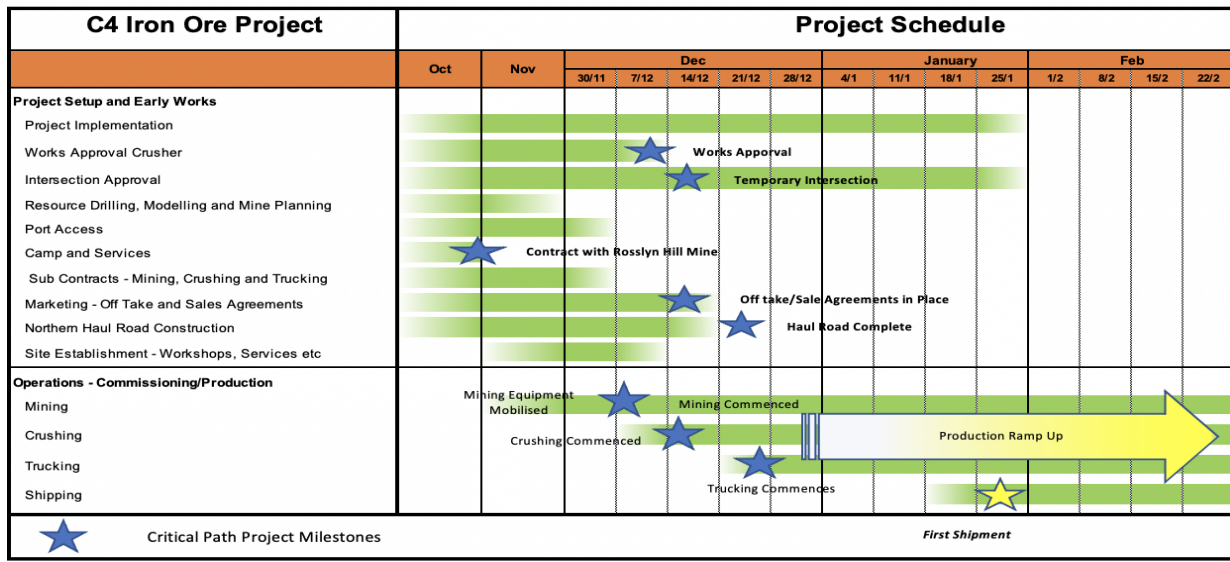 C4 Iron Ore Project
Project Schedule
Oct Nov Dec January Feb
30/11 7/12 14/12 21/12 28/12 4/1 11/1 18/1 25/1 1/2 8/2 15/2 22/2
Project Setup and Early Works
Project Implementation
Works Approval Crusher Works Apporval
Intersection Approval Temporary Intersection
Resource Drilling, Modelling and Mine Planning
Port Access
Camp and Services Contract with Rosslyn Hill Mine
Sub Contracts - Mining, Crushing and Trucking
Marketing - Off Take and Sales Agreements Off take/Sale Agreements in Place
Northern Haul Road Construction Haul Road Complete
Site Establishment - Workshops, Services etc
Operations - Commissioning/Production
Mining Mining Equipment Mining Commenced
Mobilised
Crushing Crushing Commenced Production Ramp Up
Trucking
Trucking Commences
Shipping
Critical Path Project Milestones First Shipment